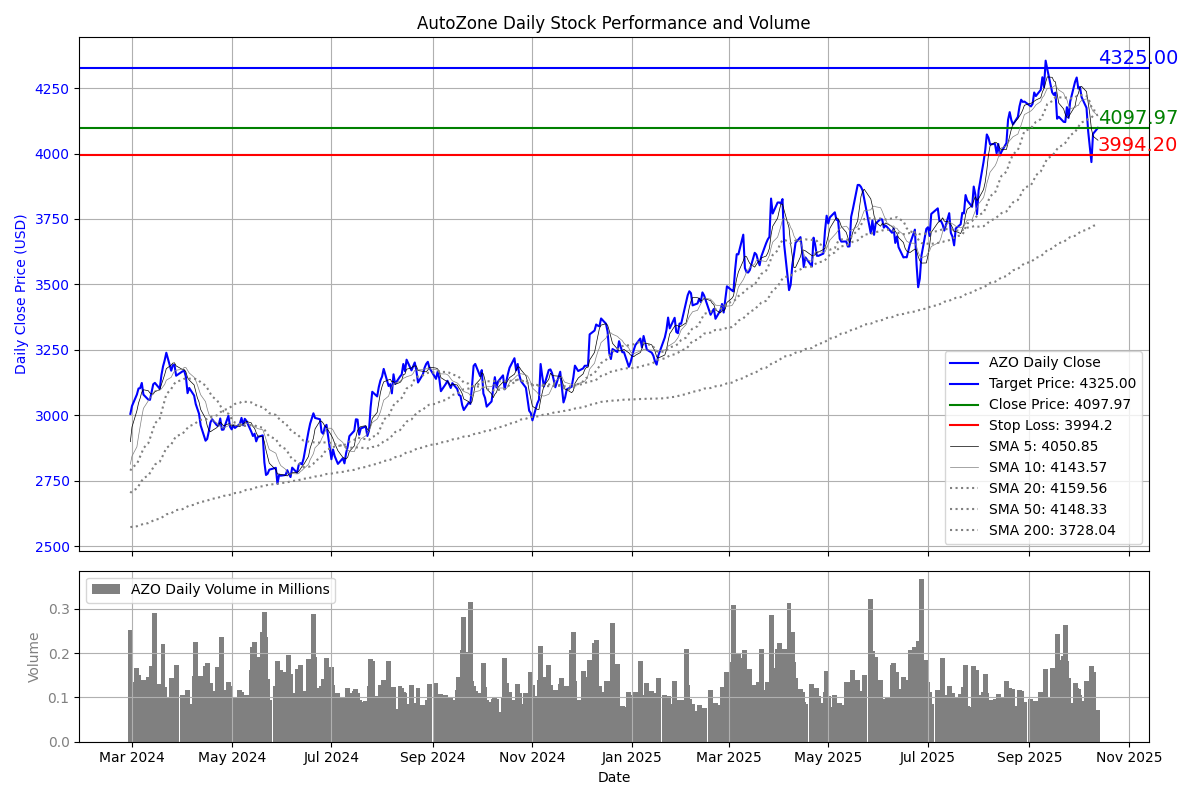 AutoZone Daily Stock Performance and Volume
Daily Close Price (USD)
4250
4000
3750
3500
3250
3000
2750
2500
4325.00
4097.97
3994.20
AZO Daily Close
Target Price: 4325.00
Close Price: 4097.97
Stop Loss: 3994.2
SMA 5: 4050.85
SMA 10: 4143.57
SMA 20: 4159.56
SMA 50: 4148.33
SMA 200: 3728.04
Volume
0.3
0.2
0.1
0.0
AZO Daily Volume in Millions
Mar 2024 May 2024 Jul 2024 Sep 2024 Nov 2024 Jan 2025 Mar 2025 May 2025 Jul 2025 Sep 2025 Nov 2025
Date